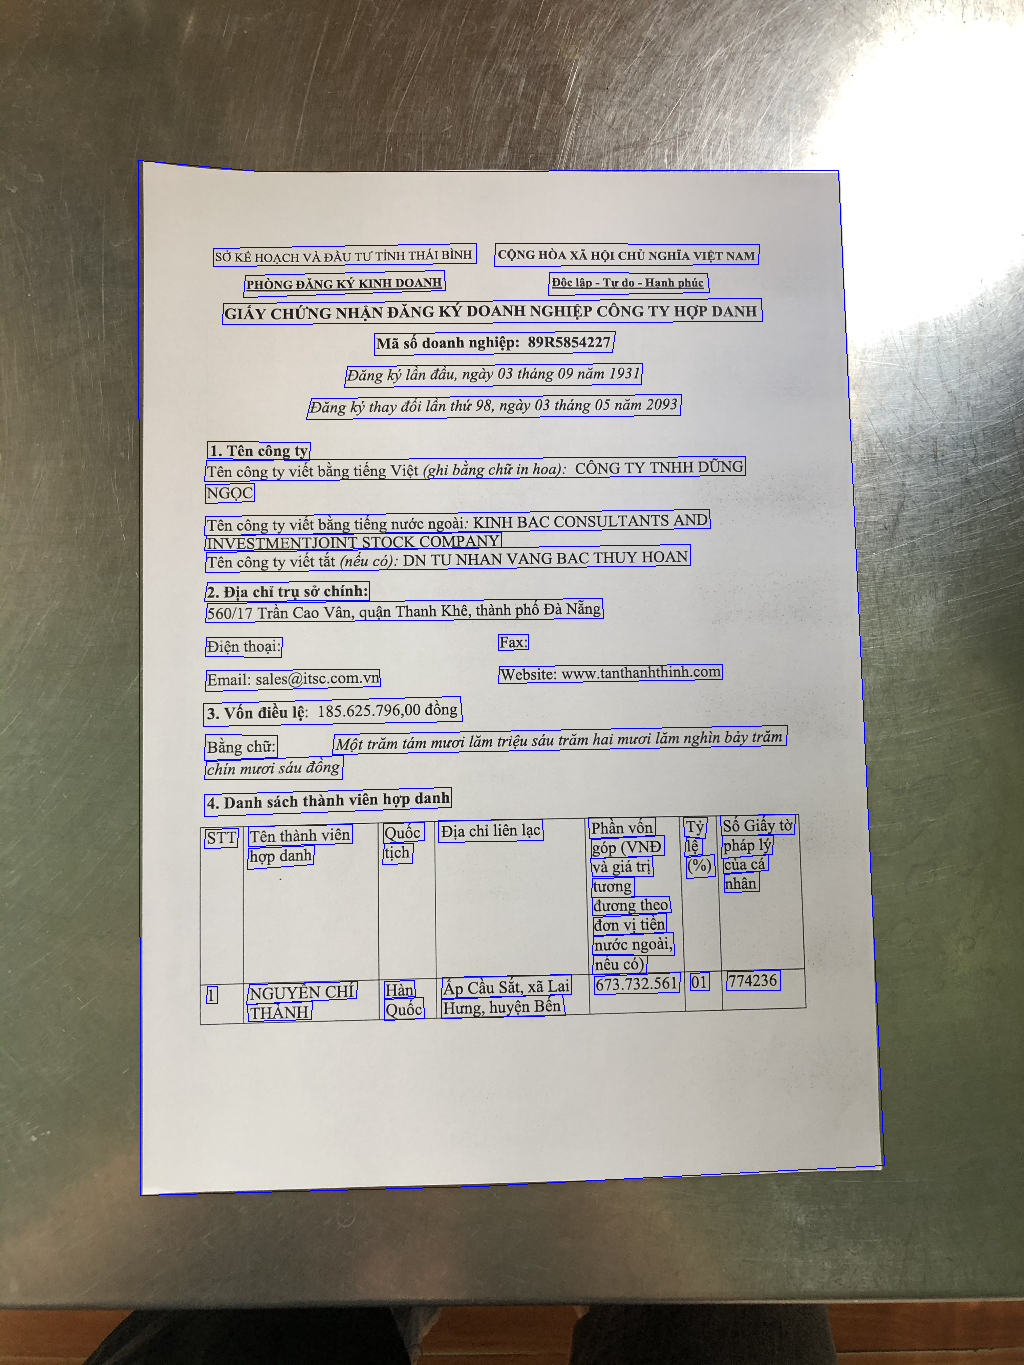 SỞ KẾ HOẠCH VÀ ĐẦU TƯ TỈNH THÁI BÌNH
CỘNG HÒA XÃ HỘI CHỦ NGHĨA VIỆT NAM
PHÒNG ĐĂNG KÝ KINH DOANH
Độc lập - Tự do - Hạnh phúc
GIẤY CHỨNG NHẬN ĐĂNG KÝ DOANH NGHIỆP CÔNG TY HỢP DANH
Mã số doanh nghiệp: 89R5854227
Đăng ký lần đầu, ngày 03 tháng 09 năm 1931
Đăng ký thay đổi lần thứ 98, ngày 03 tháng 05 năm 2093
1. Tên công ty
Tên công ty viết bằng tiếng Việt (ghi bằng chữ in hoa): CÔNG TY TNHH DŨNG
NGỌC
Tên công ty viết bằng tiếng nước ngoài: KINH BAC CONSULTANTS AND
INVESTMENTJOINT STOCK COMPANY
Tên công ty viết tắt (nếu có): DN TU NHAN VANG BAC THUY HOAN
2. Địa chỉ trụ sở chính:
560/17 Trần Cao Vân, quận Thanh Khê, thành phố Đà Nẵng
Điện thoại:
Fax:
Email: sales@itsc.com.vn
Website: www.tanthanhthinh.com
3. Vốn điều lệ: 185.625.796,00 đồng
Bằng chữ: Một trăm tám mươi lăm triệu sáu trăm hai mươi lăm nghìn bảy trăm
chín mươi sáu đồng
4. Danh sách thành viên hợp danh
STT
Tên thành viên
hợp danh
Quốc
tịch
Địa chỉ liên lạc
Phần vốn
góp (VNĐ
và giá trị
tương
đương theo
đơn vị tiền
nước ngoài,
nếu có)
Tỷ
lệ
(%)
Số Giấy tờ
pháp lý
của cá
nhân
1
NGUYỄN CHÍ
THÀNH
Hàn
Quốc
Ấp Cầu Sắt, xã Lai
Hưng, huyện Bến
673.732.561
01
774236